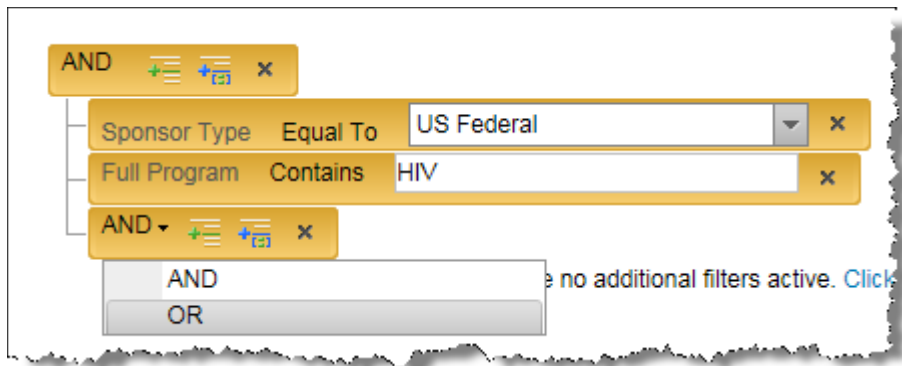 AND
Sponsor Type Equal To US Federal
Full Program Contains HIV
AND
AND
e no additional filters active. Click
OR